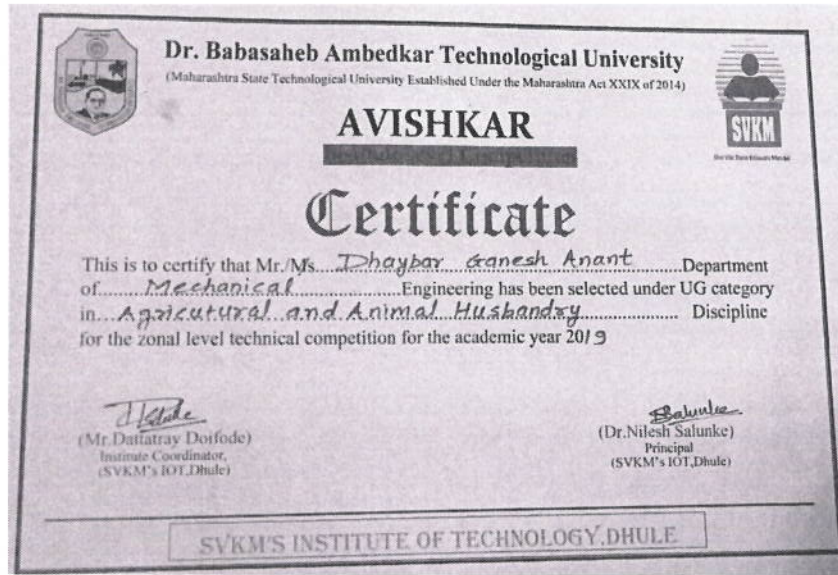 Dr. Babasaheb Ambedkar Technological University
(Maharashtra State Technological University Established Under the Maharashtra Act XXIX of 2014)
AVISHKAR
SVKM
Certificate
This is to certify that Mr./Ms....Dhaybar Ganesh Anant............Department
of.......Mechanical....................Engineering has been selected under UG category
in...Agricutural and Animal Husbandry.................... Discipline
for the zonal level technical competition for the academic year 2019
(Mr.Dattatray Doifode)
Institute Coordinator,
(SVKM's IOT,Dhule)
Salunke
(Dr.Nilesh Salunke)
Principal
(SVKM's IOT,Dhule)
SVKM'S INSTITUTE OF TECHNOLOGY,DHULE